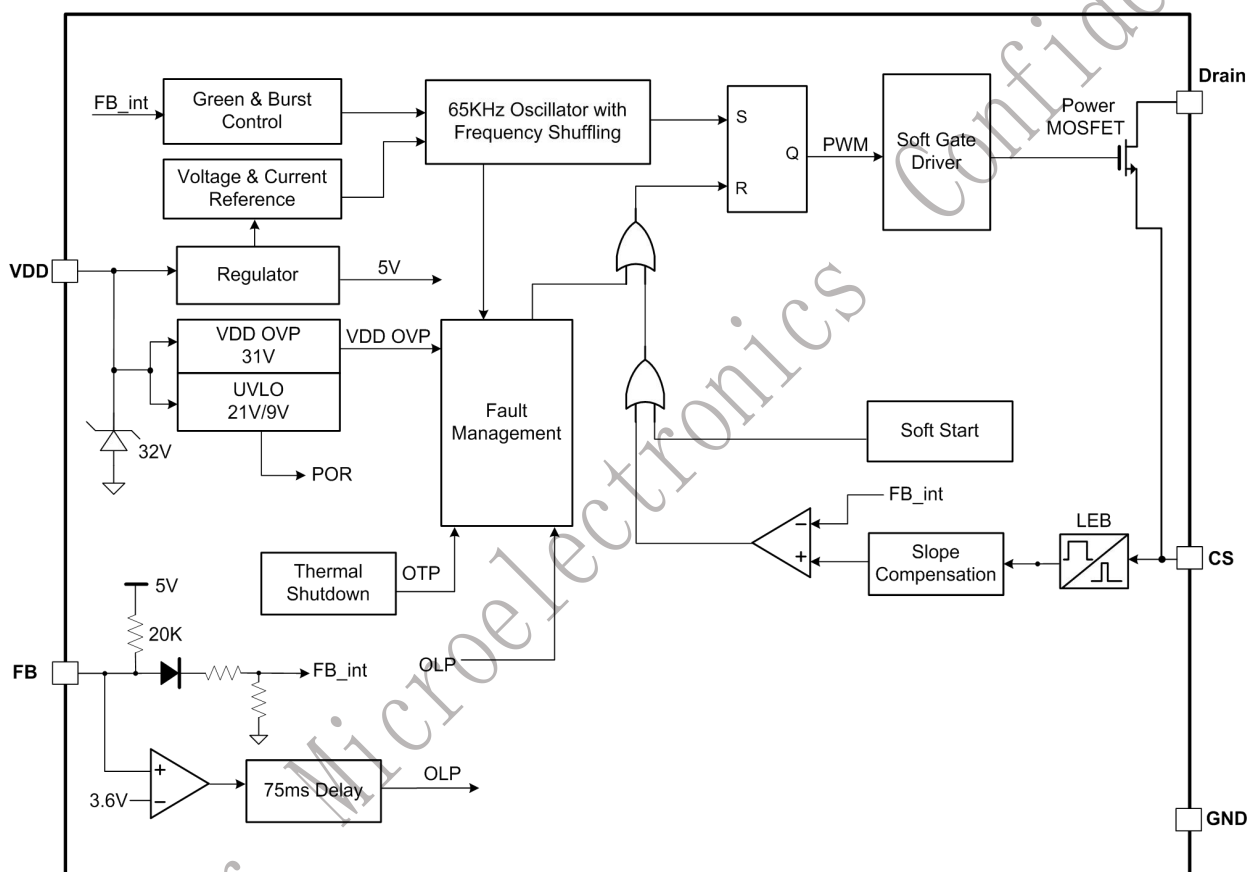 Confide
Drain
FB_int
Green & Burst
Control
65KHz Oscillator with
Frequency Shuffling
S
Q
R
PWM
Soft Gate
Driver
Power
MOSFET
Voltage & Current
Reference
VDD
Regulator
5V
VDD OVP
31V
VDD OVP
UVLO
21V/9V
32V
POR
Fault
Management
Soft Start
FB_int
−
+
Slope
Compensation
LEB
CS
Thermal
Shutdown
OTP
5V
20K
FB
FB_int
OLP
+
3.6V
−
75ms Delay
OLP
GND
Microelectronics